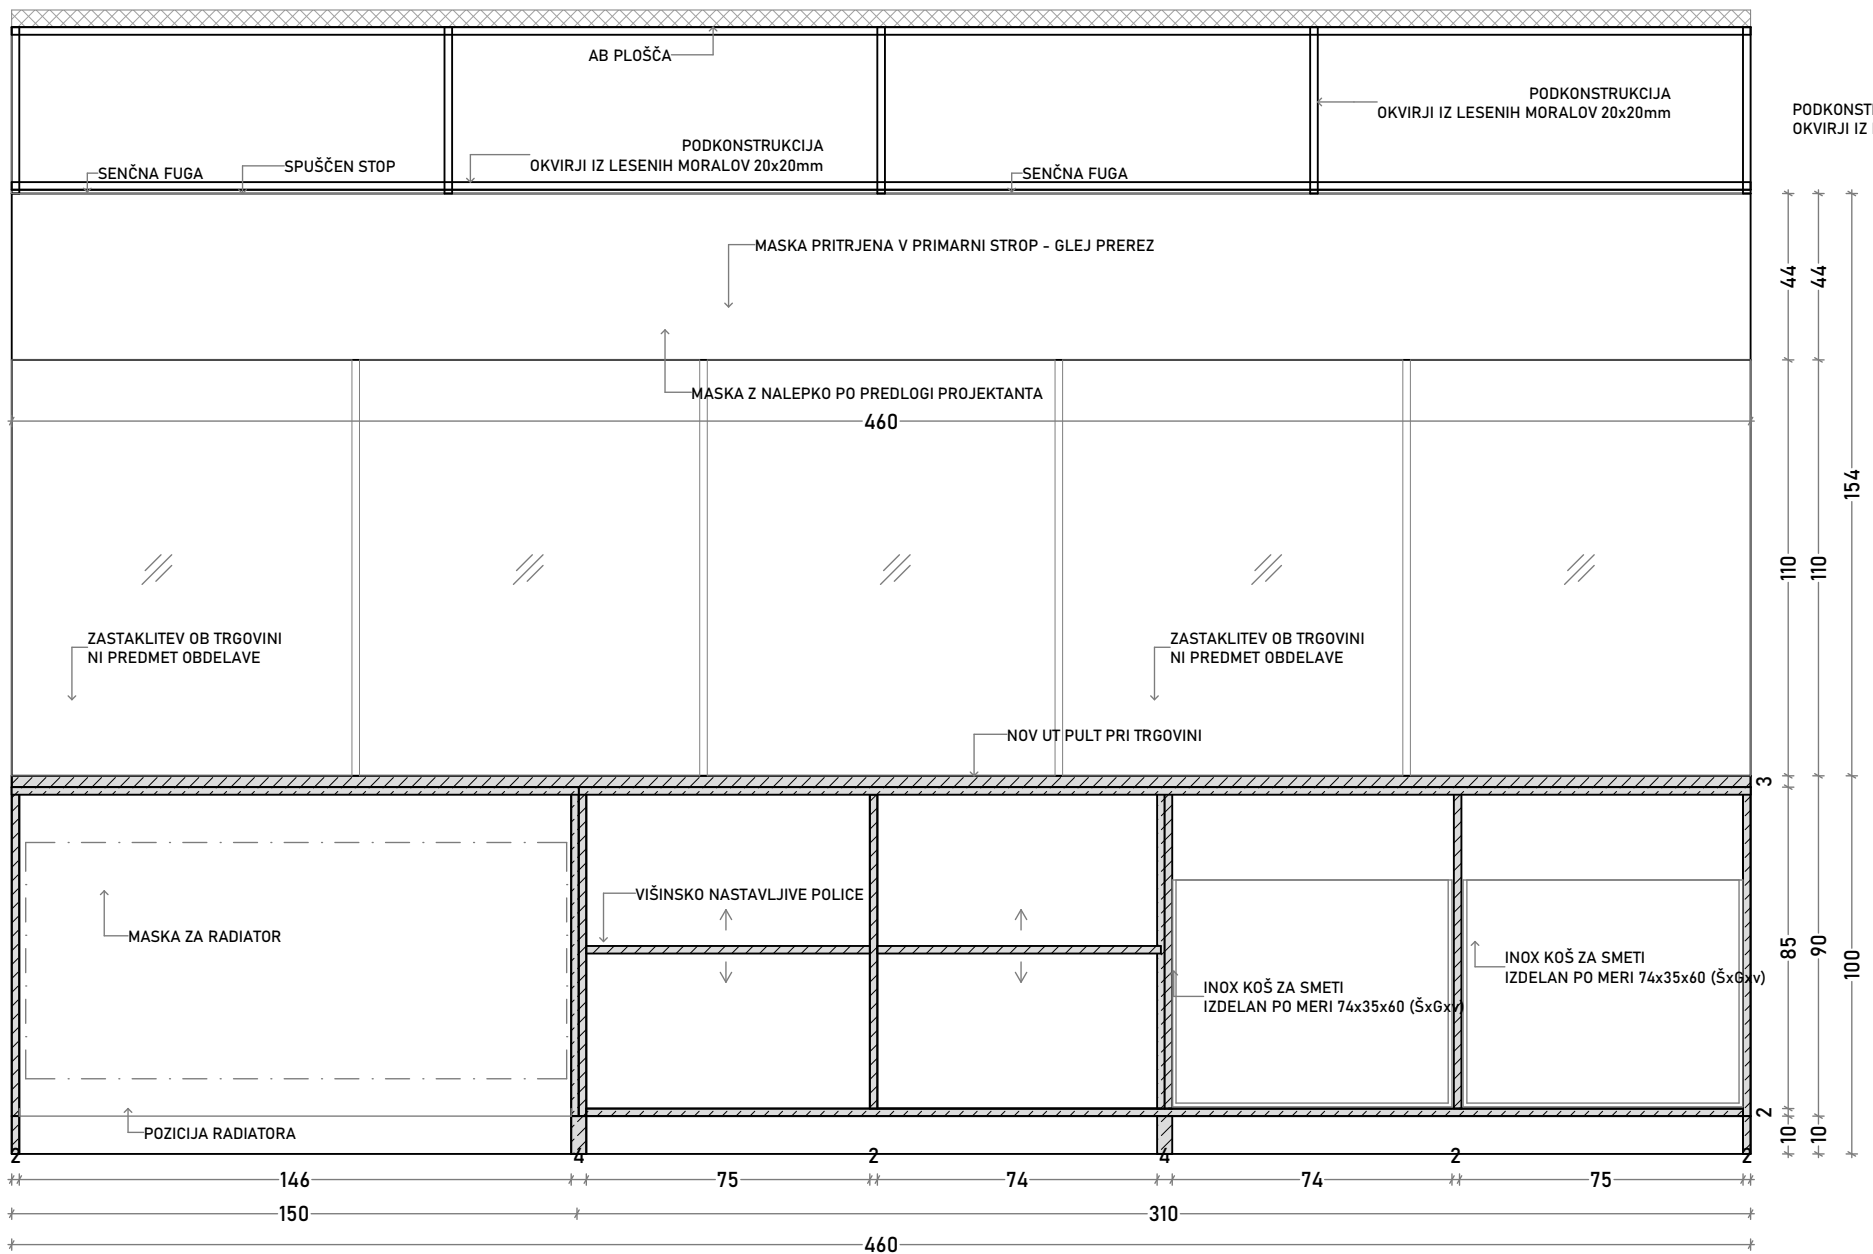 AB PLOŠČA
PODKONSTRUKCIJA
OKVIRJI IZ LESENIH MORALOV 20x20mm
PODKONST
OKVIRJI IZ
PODKONSTRUKCIJA
OKVIRJI IZ LESENIH MORALOV 20x20mm
SENČNA FUGA
SPUŠČEN STOP
SENČNA FUGA
MASKA PRITRJENA V PRIMARNI STROP - GLEJ PREREZ
44
44
MASKA Z NALEPKO PO PREDLOGI PROJEKTANTA
460
154
110
110
ZASTAKLITEV OB TRGOVINI
NI PREDMET OBDELAVE
ZASTAKLITEV OB TRGOVINI
NI PREDMET OBDELAVE
NOV UT PULT PRI TRGOVINI
3
VIŠINSKO NASTAVLJIVE POLICE
MASKA ZA RADIATOR
INOX KOŠ ZA SMETI
IZDELAN PO MERI 74x35x60 (ŠxGxv)
INOX KOŠ ZA SMETI
IZDELAN PO MERI 74x35x60 (ŠxGxv)
85
90
100
2
POZICIJA RADIATORA
10
10
2
4
2
4
2
2
146
75
74
74
75
150
310
460